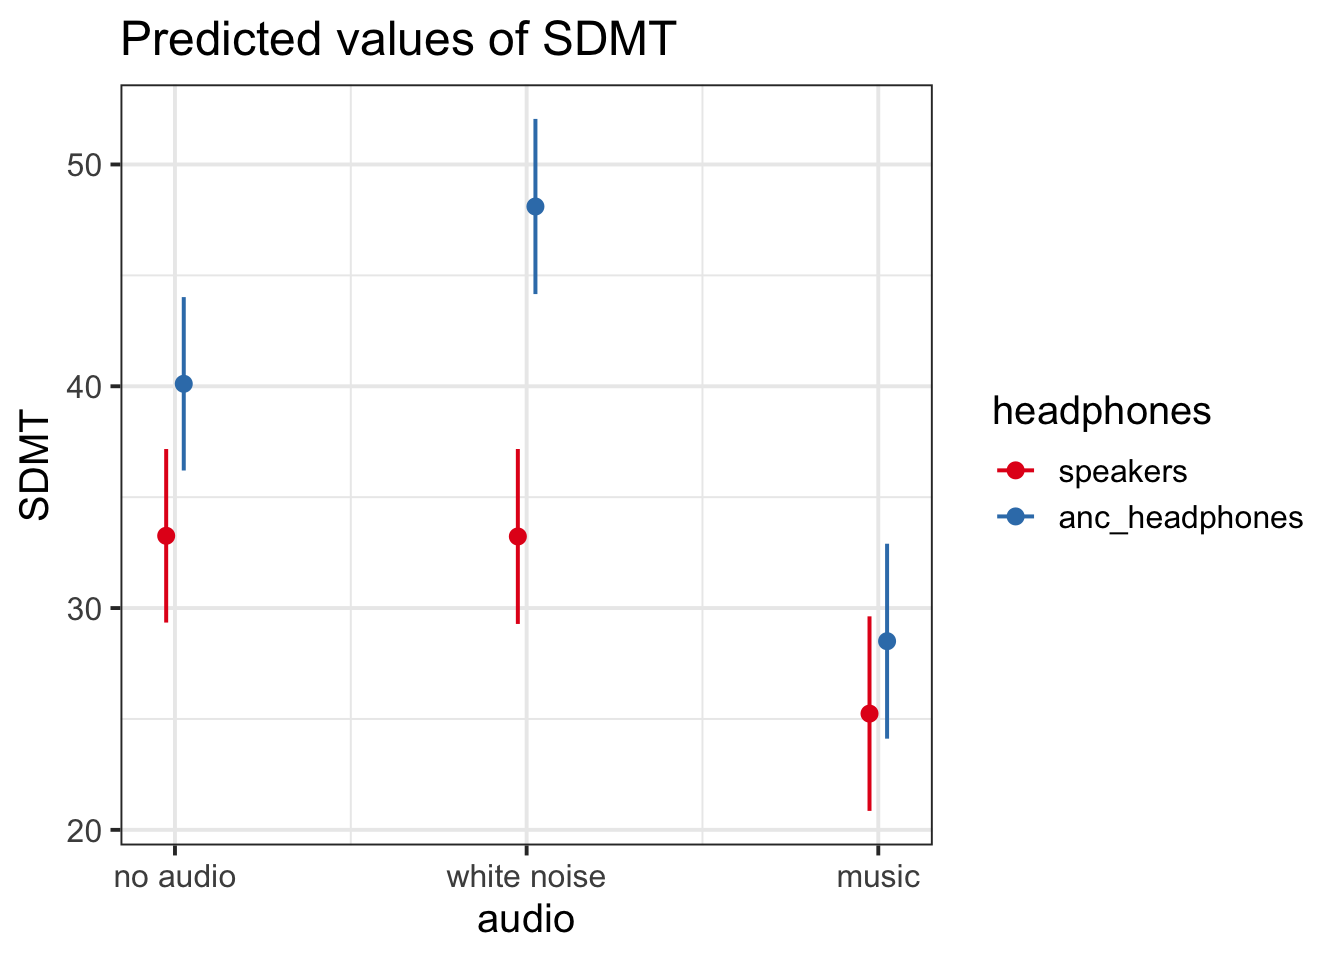 Predicted values of SDMT
50
40
30
20
SDMT
no audio
white noise
music
audio
headphones
speakers
anc_headphones